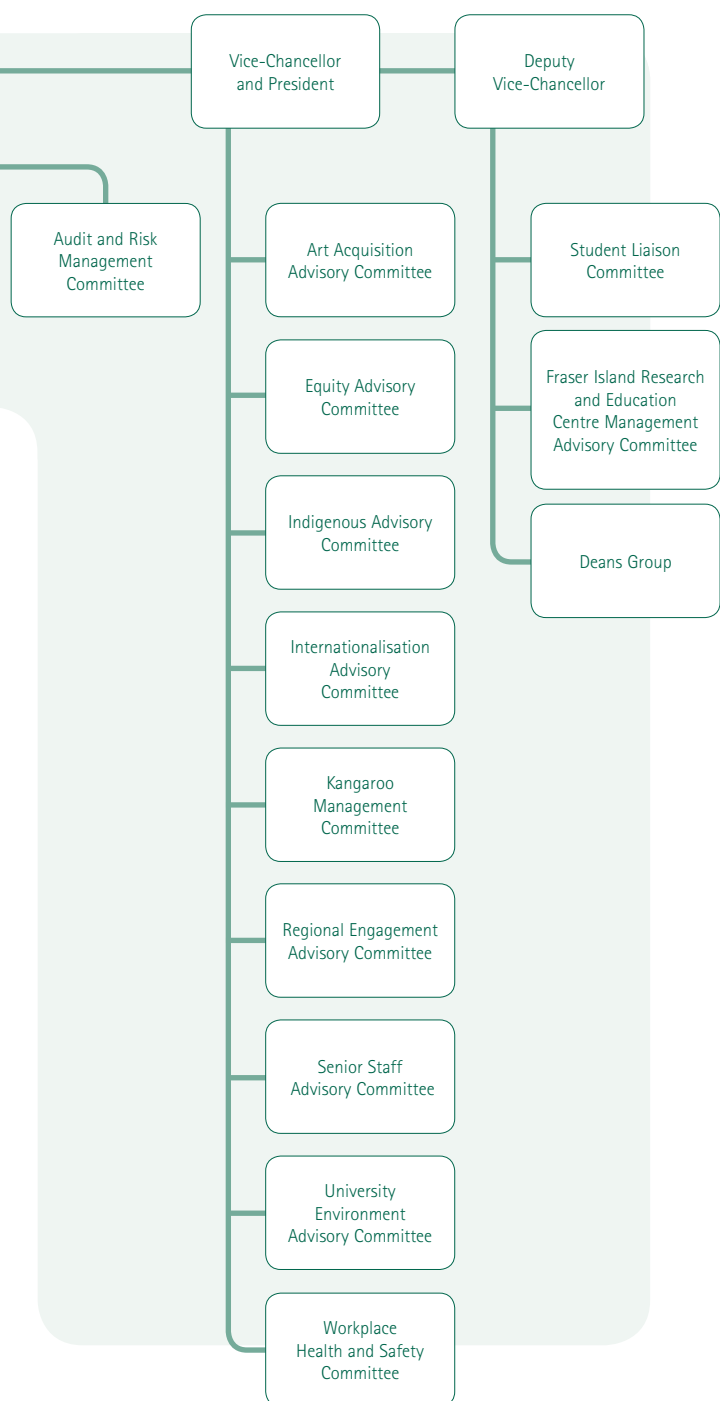 Vice-Chancellor
and President
Deputy
Vice-Chancellor
Audit and Risk
Management
Committee
Art Acquisition
Advisory Committee
Equity Advisory
Committee
Indigenous Advisory
Committee
Internationalisation
Advisory
Committee
Kangaroo
Management
Committee
Regional Engagement
Advisory Committee
Senior Staff
Advisory Committee
University
Environment
Advisory Committee
Workplace
Health and Safety
Committee
Student Liaison
Committee
Fraser Island Research
and Education
Centre Management
Advisory Committee
Deans Group